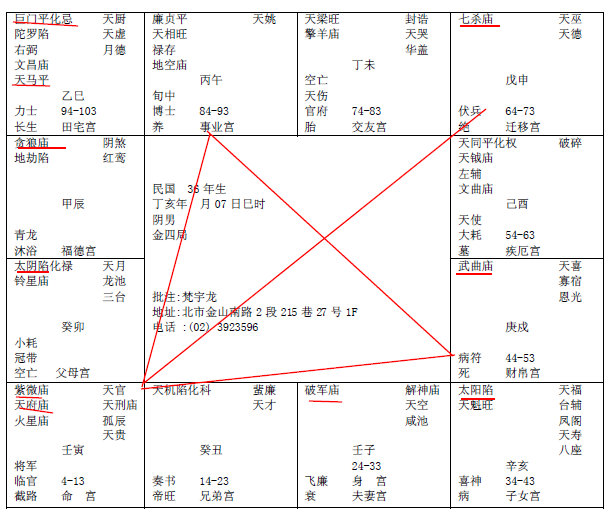 巨门平化忌 天厨
陀罗陷 天虚
右弼 月德
文昌庙
天马平
乙巳
力士 94-103
长生 田宅宫
廉贞平 天姚
天相旺
禄存
地空庙
丙午
旬中
博士 84-93
养 事业宫
天梁旺 封诰
擎羊庙 天哭
华盖
丁未
空亡
天伤
官府 74-83
胎 交友宫
七杀庙 天巫
天德
戊申
伏兵 64-73
绝 迁移宫
贪狼庙 阴煞
地劫陷 红鸾
甲辰
青龙
沐浴 福德宫
民国 36 年生
丁亥年 月 07 日巳时
阴男
金四局
批注:梵宇龙
地址:北市金山南路 2 段 215 巷 27 号 1F
电话 :(02) 3923596
天同平化权 破碎
天钺庙
左辅
文曲庙
己酉
天使
大耗 54-63
墓 疾厄宫
太阴陷化禄 天月
铃星庙 龙池
三台
癸卯
小耗
冠带
空亡 父母宫
武曲庙 天喜
寡宿
恩光
庚戌
病符 44-53
死 财帛宫
紫微庙 天官
天府庙 天刑庙
火星庙 孤辰
天贵
壬寅
将军
临官 4-13
截路 命 宫
天机陷化科 蜚廉
天才
癸丑
奏书 14-23
帝旺 兄弟宫
破军庙 解神庙
天空
咸池
壬子
24-33
飞廉 身 宫
衰 夫妻宫
太阳陷 天福
天魁旺 台辅
凤阁
天寿
八座
辛亥
喜神 34-43
病 子女宫